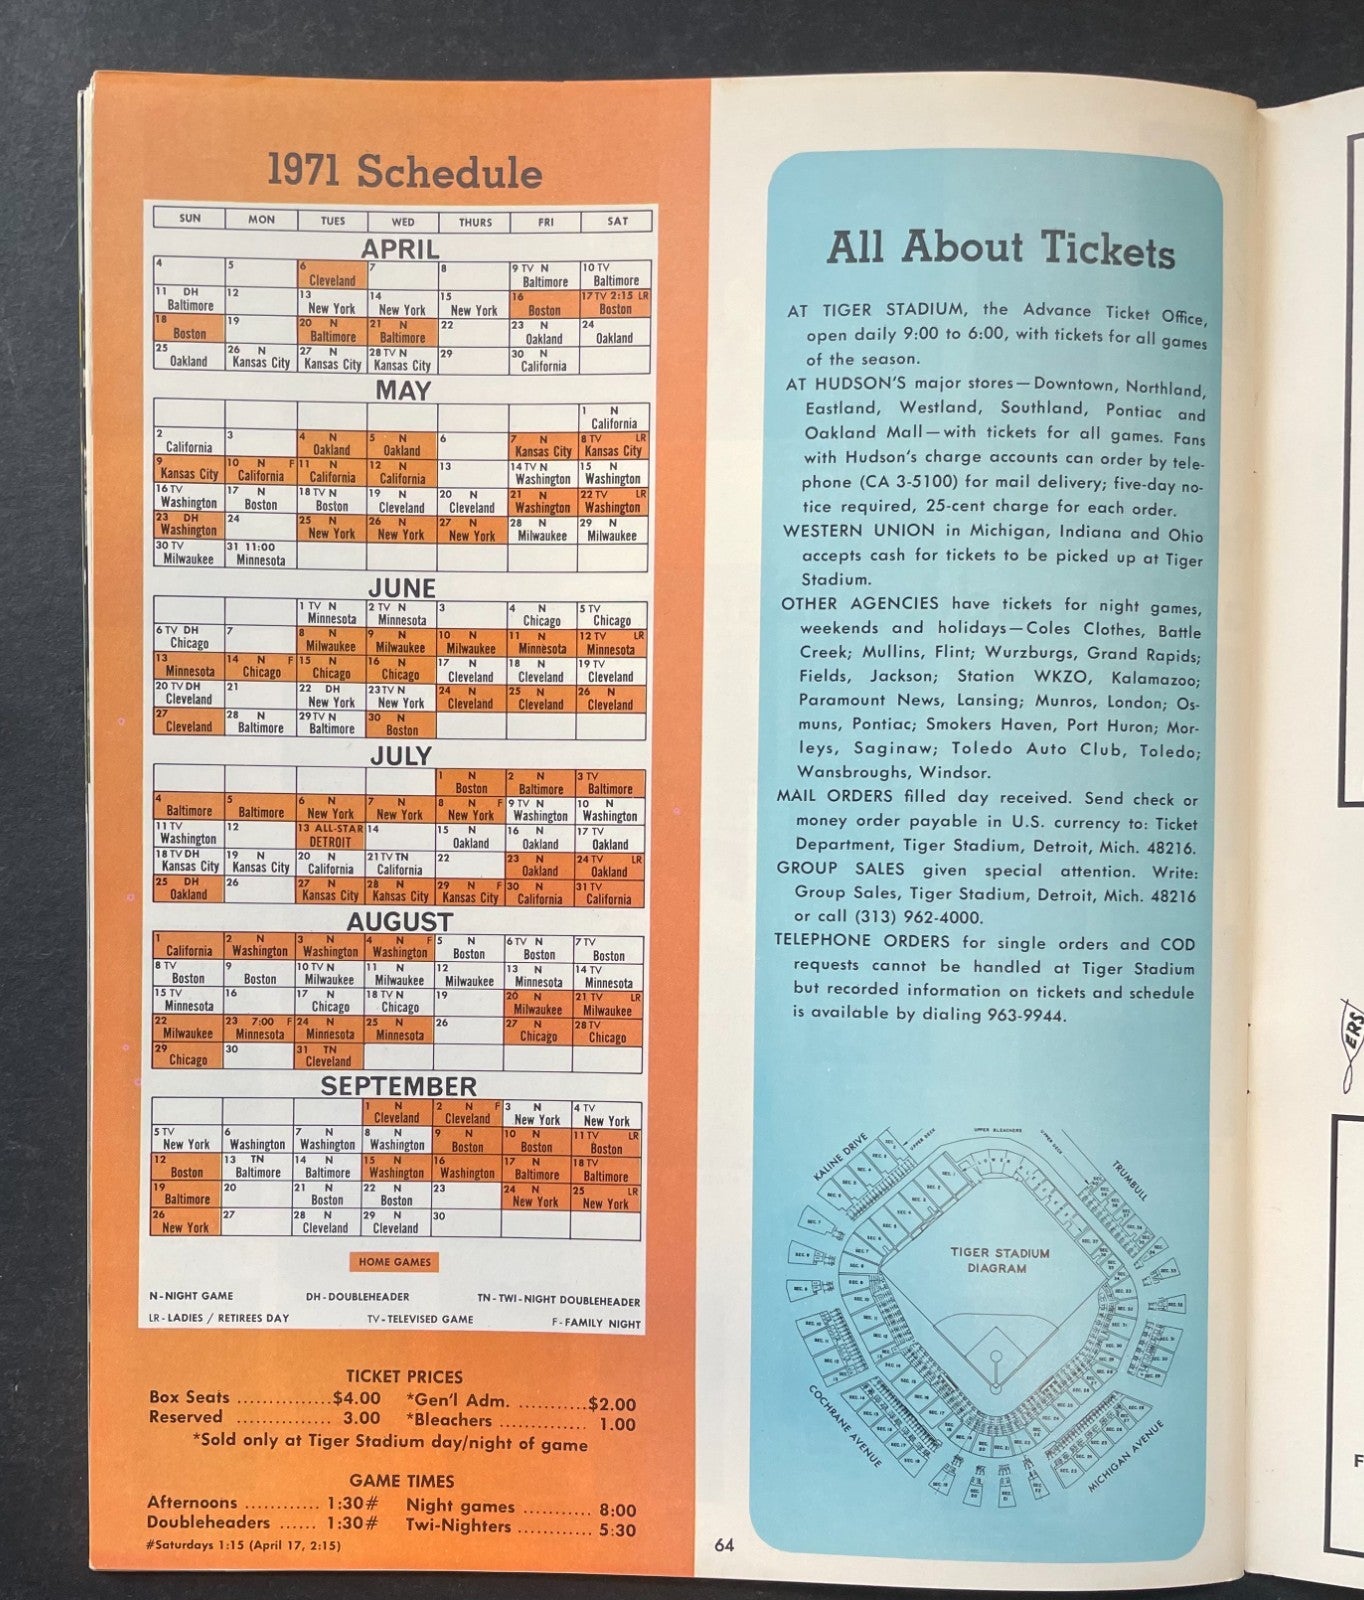 1971 Schedule
SUN MON TUES WED THURS FRI SAT
APRIL
4 5 6 7 8 9 TV N 10 TV
Cleveland Baltimore Baltimore
11 DH 12 13 14 15 16 17 TV 2:15 LR
Baltimore New York New York New York Boston Boston
18 19 20 N 21 N 22 23 N 24
Boston Baltimore Baltimore Oakland Oakland
25 26 N 27 N 28 TV N 29 30 N
Oakland Kansas City Kansas City Kansas City California
MAY
1 N
California
2 3 4 N 5 N 6 7 N 8 TV LR
California Oakland Oakland Kansas City Kansas City
9 10 N F 11 N 12 N 13 14 TV N 15 N
Kansas City California California California Washington Washington
16 TV 17 N 18 TV N 19 N 20 N 21 N 22 TV LR
Washington Boston Boston Cleveland Cleveland Washington Washington
23 DH 24 25 N 26 N 27 N 28 N 29 N
Washington New York New York New York Milwaukee Milwaukee
30 TV 31 11:00
Milwaukee Minnesota
JUNE
1 TV N 2 TV N 3 4 N 5 TV
Minnesota Minnesota Chicago Chicago
6 TV DH 7 8 N 9 N 10 N 11 N 12 TV LR
Chicago Milwaukee Milwaukee Milwaukee Minnesota Minnesota
13 14 N F 15 N 16 N 17 N 18 N 19 TV
Minnesota Chicago Chicago Chicago Cleveland Cleveland Cleveland
20 TV DH 21 22 DH 23 TV N 24 N 25 N 26 N
Cleveland New York New York Cleveland Cleveland Cleveland
27 28 N 29 TV N 30 N
Cleveland Baltimore Baltimore Boston
JULY
1 N 2 N 3 TV
Boston Baltimore Baltimore
4 5 6 N 7 N 8 N F 9 TV N 10 N
Baltimore Baltimore New York New York New York Washington Washington
11 TV 12 13 ALL-STAR 14 15 N 16 N 17 TV
Washington DETROIT Oakland Oakland Oakland
18 TV DH 19 N 20 N 21 TV TN 22 23 N 24 TV LR
Kansas City Kansas City California California Oakland Oakland
25 DH 26 27 N 28 N 29 N F 30 N 31 TV
Oakland Kansas City Kansas City Kansas City California California
AUGUST
1 2 N 3 N 4 N F 5 N 6 TV N 7 TV
California Washington Washington Washington Boston Boston Boston
8 TV 9 10 TV N 11 N 12 13 N 14 TV
Boston Boston Milwaukee Milwaukee Milwaukee Minnesota Minnesota
15 TV 16 17 N 18 TV N 19 20 N 21 TV LR
Minnesota Chicago Chicago Milwaukee Milwaukee
22 23 7:00 F 24 N 25 N 26 27 N 28 TV
Milwaukee Minnesota Minnesota Minnesota Chicago Chicago
29 30 31 TN
Chicago Cleveland
SEPTEMBER
1 N 2 N F 3 N 4 TV
Cleveland Cleveland New York New York
5 TV 6 7 N 8 N 9 N 10 N 11 TV LR
New York Washington Washington Washington Boston Boston Boston
12 13 TN 14 N 15 N 16 N 17 N 18 TV
Boston Baltimore Baltimore Washington Washington Baltimore Baltimore
19 20 21 N 22 N 23 24 N 25 LR
Baltimore Boston Boston New York New York
26 27 28 N 29 N 30
New York Cleveland Cleveland
HOME GAMES
N-NIGHT GAME DH-DOUBLEHEADER TN-TWI-NIGHT DOUBLEHEADER
LR-LADIES / RETIREES DAY TV-TELEVISED GAME F-FAMILY NIGHT
TICKET PRICES
Box Seats ..............$4.00 *Gen'l Adm. ...........$2.00
Reserved .............. 3.00 *Bleachers ............. 1.00
*Sold only at Tiger Stadium day/night of game
GAME TIMES
Afternoons ........... 1:30# Night games .......... 8:00
Doubleheaders ...... 1:30# Twi-Nighters ........... 5:30
#Saturdays 1:15 (April 17, 2:15)
All About Tickets
AT TIGER STADIUM, the Advance Ticket Office,
open daily 9:00 to 6:00, with tickets for all games
of the season.
AT HUDSON'S major stores—Downtown, Northland,
Eastland, Westland, Southland, Pontiac and
Oakland Mall—with tickets for all games. Fans
with Hudson's charge accounts can order by tele-
phone (CA 3-5100) for mail delivery; five-day no-
tice required, 25-cent charge for each order.
WESTERN UNION in Michigan, Indiana and Ohio
accepts cash for tickets to be picked up at Tiger
Stadium.
OTHER AGENCIES have tickets for night games,
weekends and holidays—Coles Clothes, Battle
Creek; Mullins, Flint; Wurzburgs, Grand Rapids;
Fields, Jackson; Station WKZO, Kalamazoo;
Paramount News, Lansing; Munros, London; Os-
muns, Pontiac; Smokers Haven, Port Huron; Mor-
leys, Saginaw; Toledo Auto Club, Toledo;
Wansbroughs, Windsor.
MAIL ORDERS filled day received. Send check or
money order payable in U.S. currency to: Ticket
Department, Tiger Stadium, Detroit, Mich. 48216.
GROUP SALES given special attention. Write:
Group Sales, Tiger Stadium, Detroit, Mich. 48216
or call (313) 962-4000.
TELEPHONE ORDERS for single orders and COD
requests cannot be handled at Tiger Stadium
but recorded information on tickets and schedule
is available by dialing 963-9944.
KALINE DRIVE
UPPER DECK
UPPER BLEACHERS
UPPER DECK
TRUMBULL
LOWER
TIGER STADIUM
DIAGRAM
COCHRANE AVENUE
MICHIGAN AVENUE
64
ERS
F